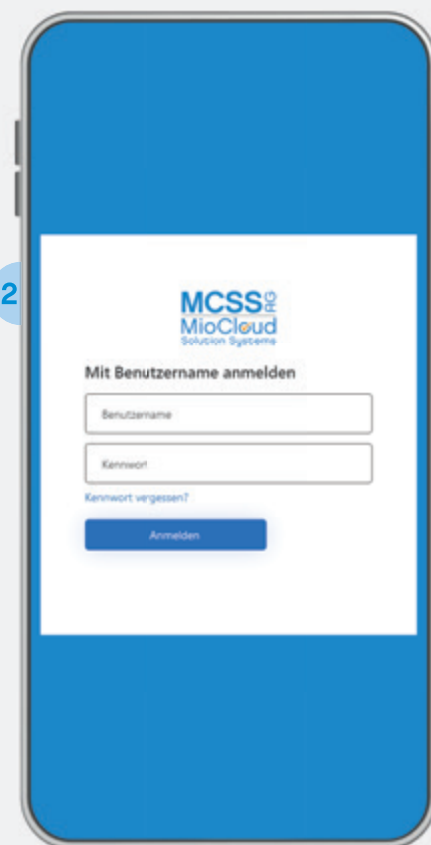 2
MCSS AG
MioCloud
Solution Systems
Mit Benutzername anmelden
Benutzername
Kennwort
Kennwort vergessen?
Anmelden